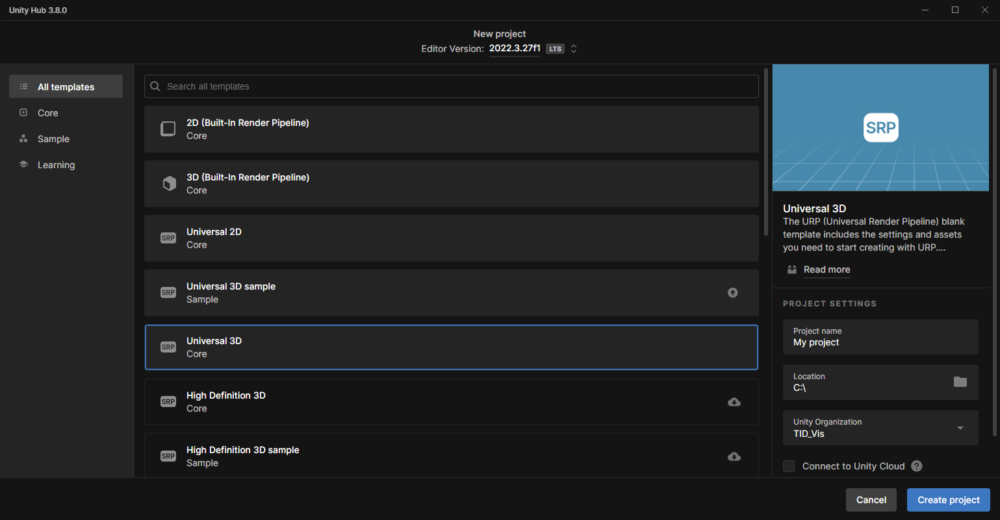 Unity Hub 3.8.0
New project
Editor Version: 2022.3.27f1 LTS
All templates
Core
Sample
Learning
Search all templates
2D (Built-In Render Pipeline)
Core
3D (Built-In Render Pipeline)
Core
SRP
Universal 2D
Core
SRP
Universal 3D sample
Sample
SRP
Universal 3D
Core
SRP
High Definition 3D
Core
SRP
High Definition 3D sample
Sample
SRP
Universal 3D
The URP (Universal Render Pipeline) blank
template includes the settings and assets
you need to start creating with URP....
Read more
PROJECT SETTINGS
Project name
My project
Location
C:\
Unity Organization
TID_Vis
Connect to Unity Cloud ?
Cancel
Create project